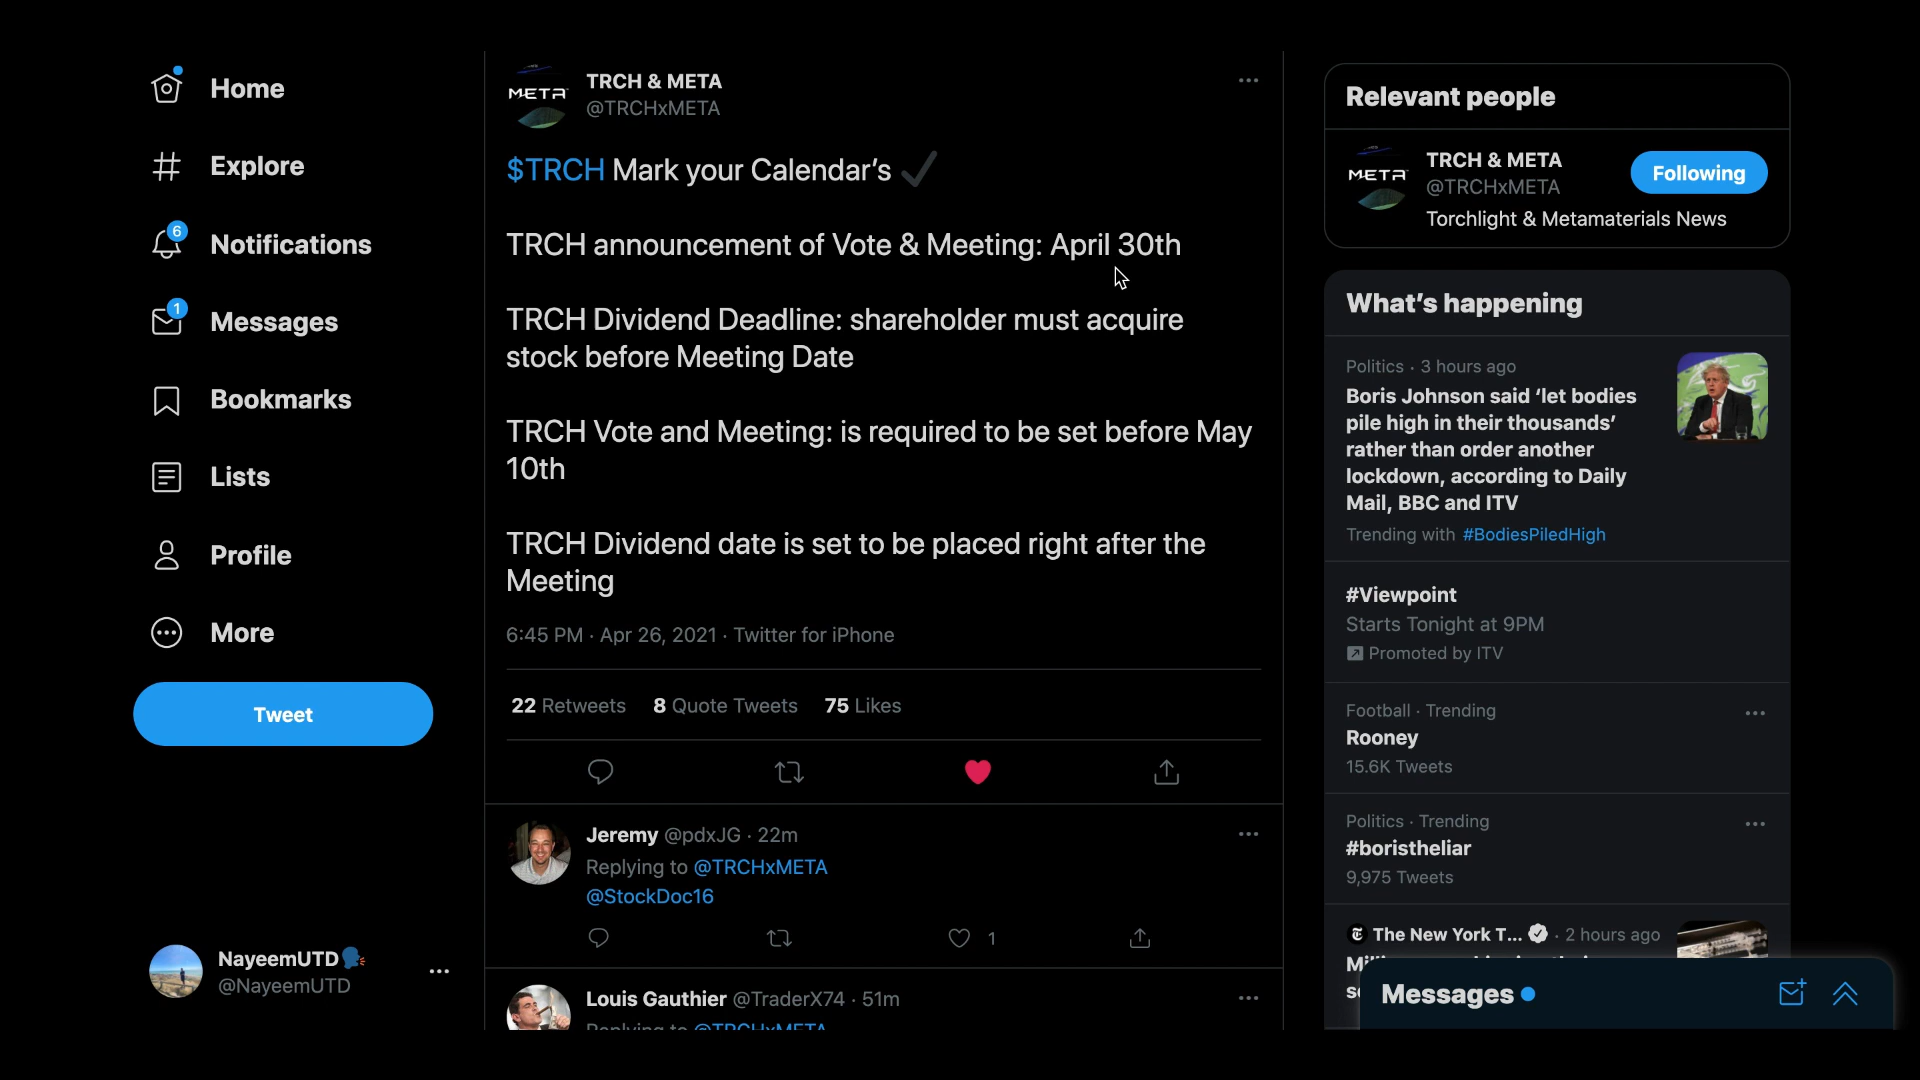 Home
Explore
6
Notifications
1
Messages
Bookmarks
Lists
Profile
More
Tweet
NayeemUTD
@NayeemUTD
META
TRCH & META
@TRCHxMETA
$TRCH Mark your Calendar's
TRCH announcement of Vote & Meeting: April 30th
TRCH Dividend Deadline: shareholder must acquire
stock before Meeting Date
TRCH Vote and Meeting: is required to be set before May
10th
TRCH Dividend date is set to be placed right after the
Meeting
6:45 PM · Apr 26, 2021 · Twitter for iPhone
22 Retweets 8 Quote Tweets 75 Likes
Jeremy @pdxJG · 22m
Replying to @TRCHxMETA
@StockDoc16
1
Louis Gauthier @TraderX74 · 51m
Replying to @TRCHxMETA
Relevant people
META
TRCH & META
@TRCHxMETA
Following
Torchlight & Metamaterials News
What's happening
Politics · 3 hours ago
Boris Johnson said 'let bodies
pile high in their thousands'
rather than order another
lockdown, according to Daily
Mail, BBC and ITV
Trending with #BodiesPiledHigh
#Viewpoint
Starts Tonight at 9PM
Promoted by ITV
Football · Trending
Rooney
15.6K Tweets
Politics · Trending
#boristheliar
9,975 Tweets
The New York T... · 2 hours ago
Messages